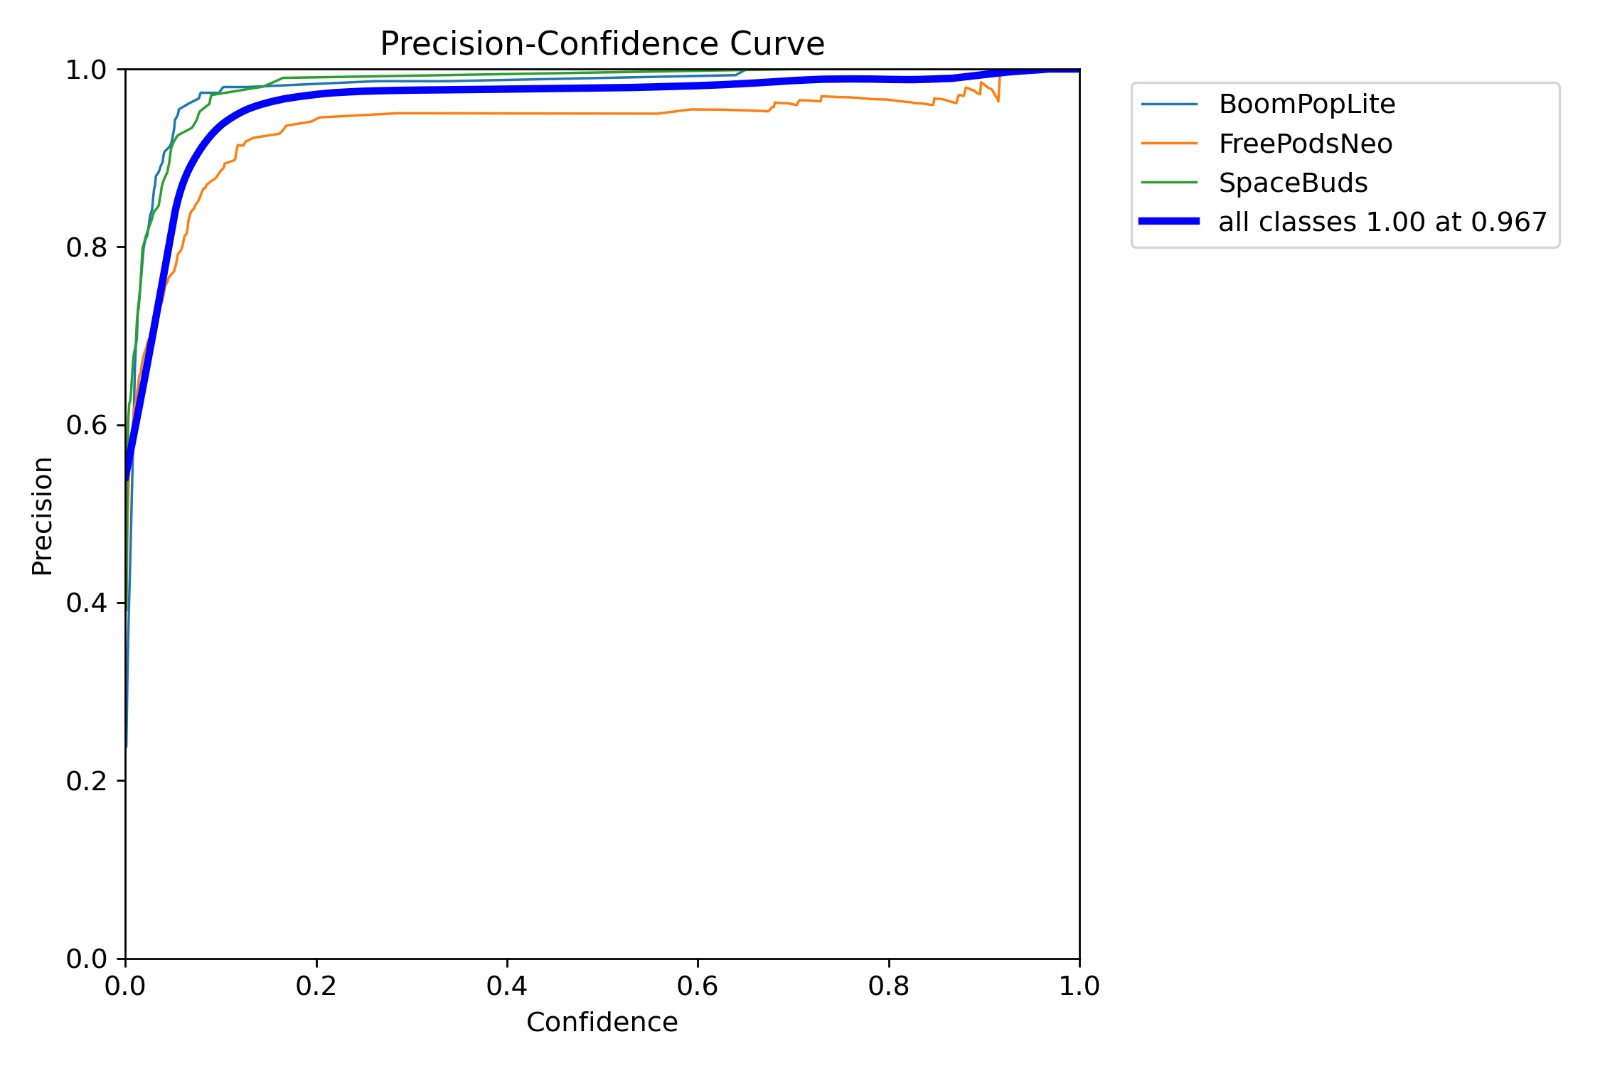 Precision-Confidence Curve
1.0
0.8
0.6
0.4
0.2
0.0
Precision
0.0 0.2 0.4 0.6 0.8 1.0
Confidence
BoomPopLite
FreePodsNeo
SpaceBuds
all classes 1.00 at 0.967